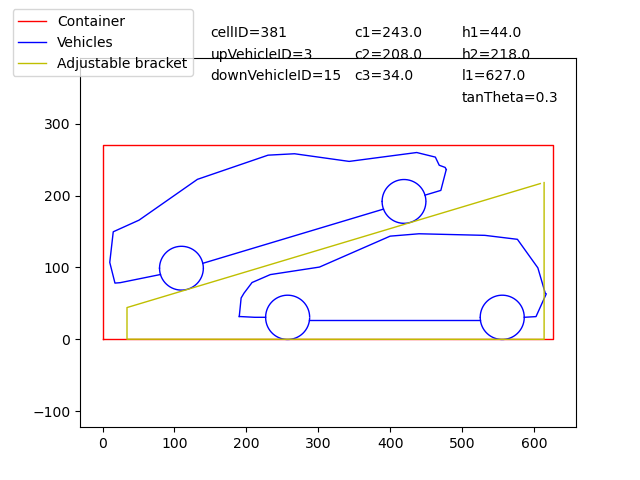 Container
Vehicles
Adjustable bracket
cellID=381 c1=243.0 h1=44.0
upVehicleID=3 c2=208.0 h2=218.0
downVehicleID=15 c3=34.0 l1=627.0
tanTheta=0.3
300
200
100
0
−100
0 100 200 300 400 500 600